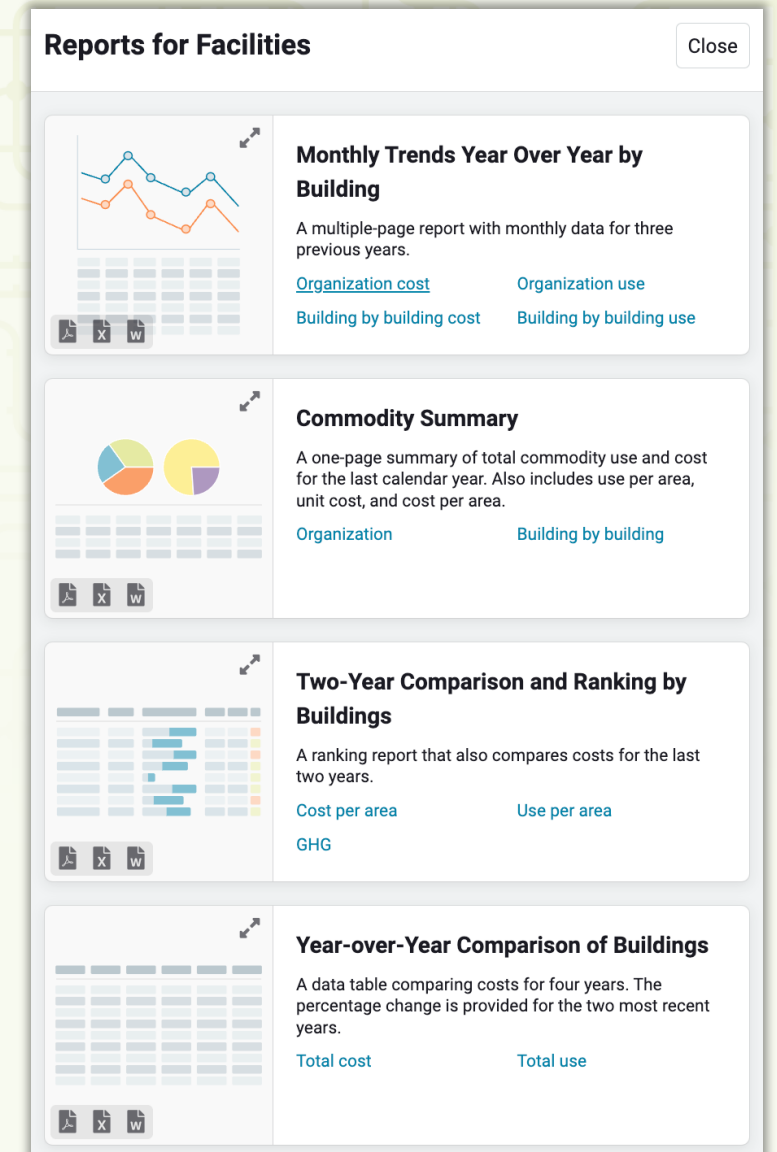 Reports for Facilities
Close
Monthly Trends Year Over Year by
Building
A multiple-page report with monthly data for three
previous years.
Organization cost
Organization use
Building by building cost
Building by building use
X
W
Commodity Summary
A one-page summary of total commodity use and cost
for the last calendar year. Also includes use per area,
unit cost, and cost per area.
Organization
Building by building
X
W
Two-Year Comparison and Ranking by
Buildings
A ranking report that also compares costs for the last
two years.
Cost per area
Use per area
GHG
X
W
Year-over-Year Comparison of Buildings
A data table comparing costs for four years. The
percentage change is provided for the two most recent
years.
Total cost
Total use
X
W